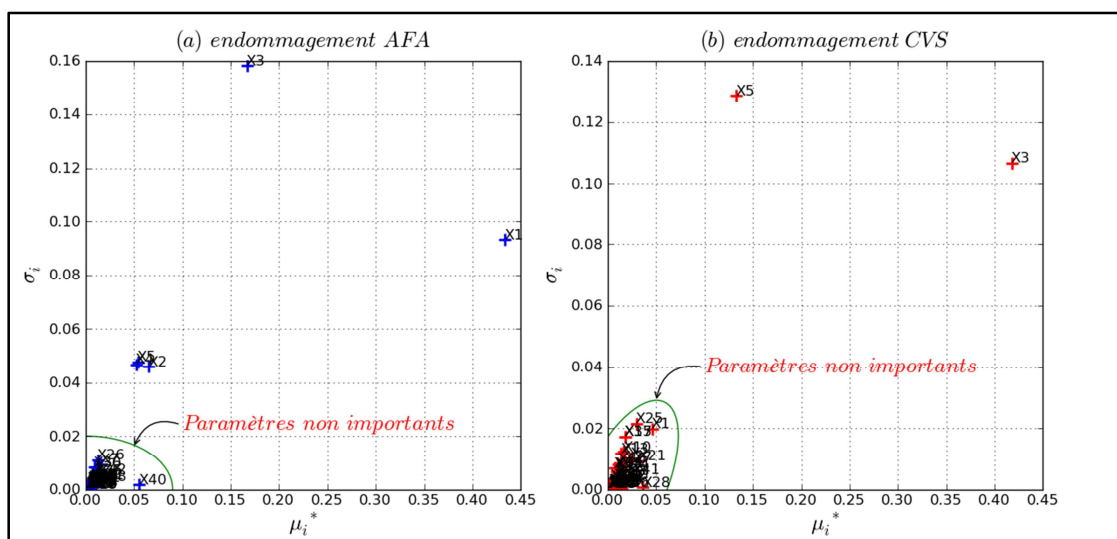 (a) endommagement AFA
0.16
0.14
0.12
0.10
0.08
0.06
0.04
0.02
0.00
σi
X3
X1
X5
X2
Paramètres non importants
X26
X40
0.00 0.05 0.10 0.15 0.20 0.25 0.30 0.35 0.40 0.45
μi*
(b) endommagement CVS
0.14
0.12
0.10
0.08
0.06
0.04
0.02
0.00
σi
X5
X3
Paramètres non importants
X25
X1
X10
X21
X28
0.00 0.05 0.10 0.15 0.20 0.25 0.30 0.35 0.40 0.45
μi*